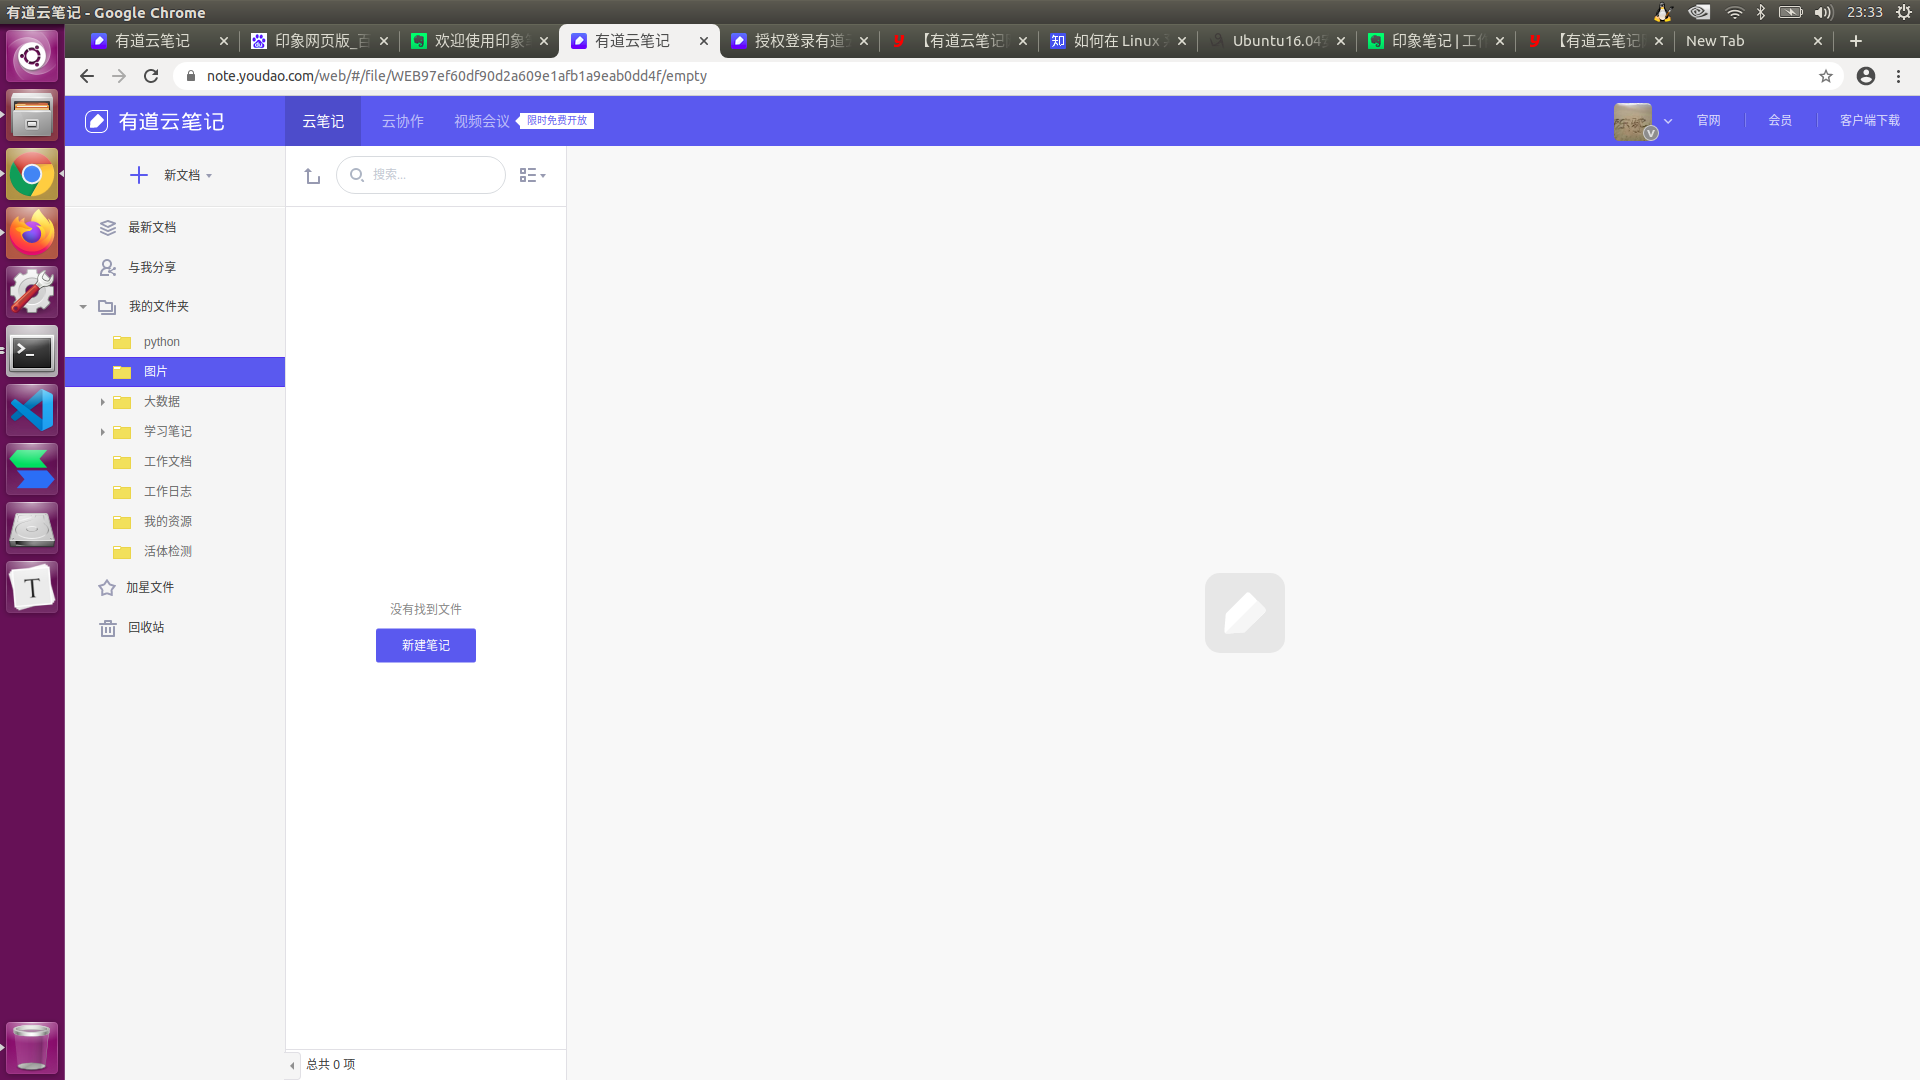 有道云笔记 - Google Chrome
23:33
有道云笔记
印象网页版_百
欢迎使用印象
有道云笔记
授权登录有道
【有道云笔记
如何在 Linux
Ubuntu16.04
印象笔记 | 工作
【有道云笔记
New Tab
note.youdao.com/web/#/file/WEB97ef60df90d2a609e1afb1a9eab0dd4f/empty
有道云笔记
云笔记
云协作
视频会议
限时免费开放
V
官网
会员
客户端下载
新文档
搜索...
最新文档
与我分享
我的文件夹
python
图片
大数据
学习笔记
工作文档
工作日志
我的资源
活体检测
加星文件
回收站
没有找到文件
新建笔记
总共 0 项
T